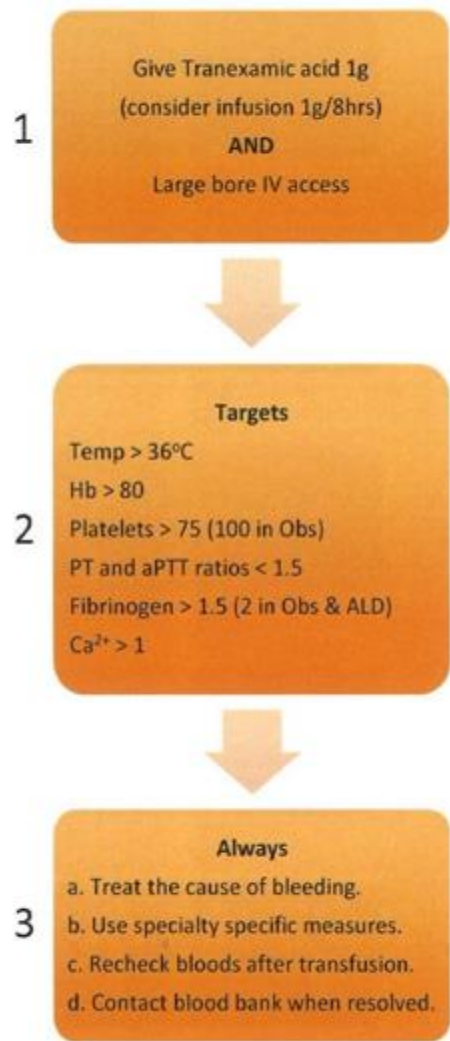 1
Give Tranexamic acid 1g
(consider infusion 1g/8hrs)
AND
Large bore IV access
2
Targets
Temp > 36°C
Hb > 80
Platelets > 75 (100 in Obs)
PT and aPTT ratios < 1.5
Fibrinogen > 1.5 (2 in Obs & ALD)
Ca²⁺ > 1
3
Always
a. Treat the cause of bleeding.
b. Use specialty specific measures.
c. Recheck bloods after transfusion.
d. Contact blood bank when resolved.